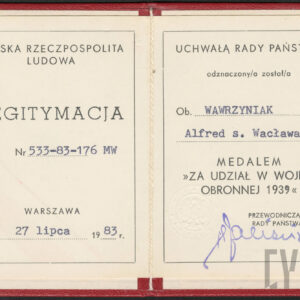 SKA RZECZPOSPOLITA
LUDOWA
EGITYMACJA
Nr 533-83-176 MW
WARSZAWA
27 lipca 1983 r.
UCHWAŁĄ RADY PAŃST
odznaczony/a został/a
Ob. WAWRZYNIAK
Alfred s. Wacława
MEDALEM
»ZA UDZIAŁ W WOJ
OBRONNEJ 1939«
PRZEWODNICZĄ
RADY PAŃSTWA